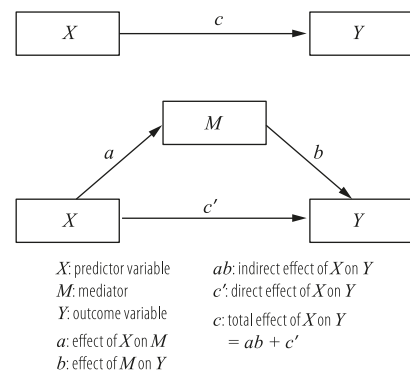 c
X
Y
M
a
b
X
c′
Y
X: predictor variable
M: mediator
Y: outcome variable
a: effect of X on M
b: effect of M on Y
ab: indirect effect of X on Y
c′: direct effect of X on Y
c: total effect of X on Y
= ab + c′